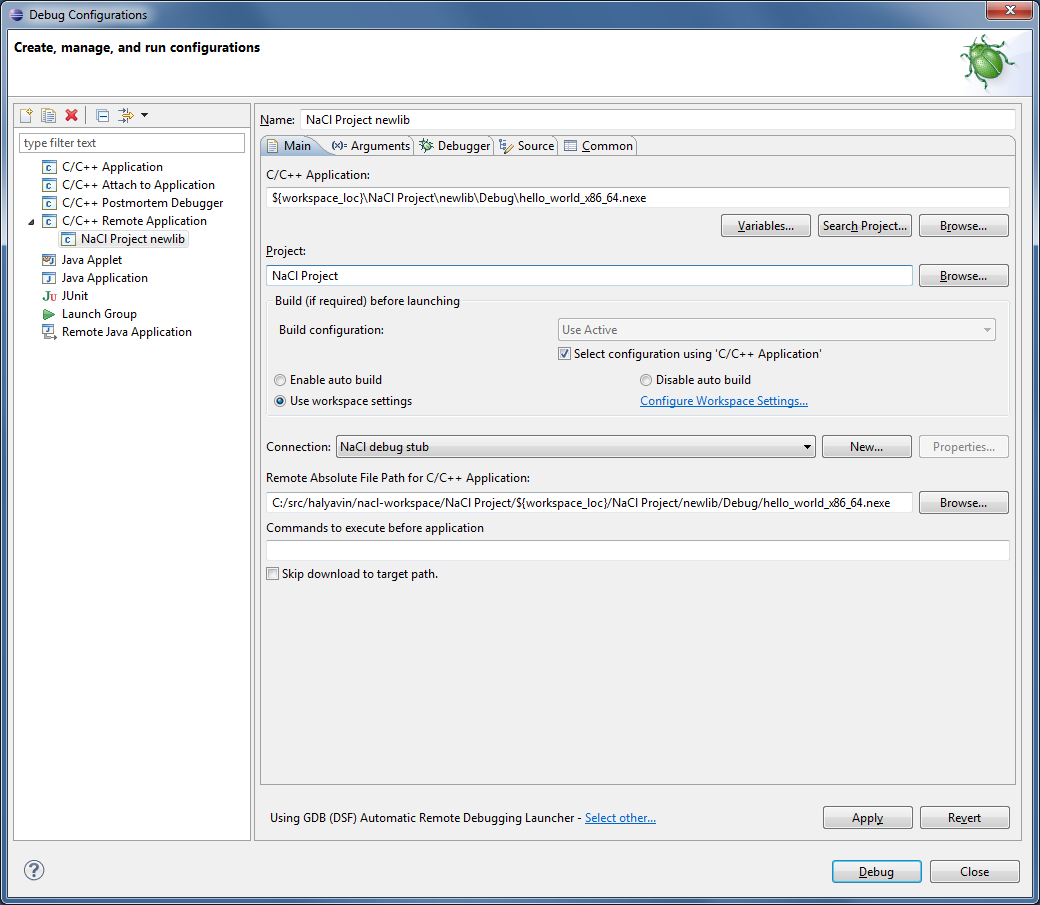 Debug Configurations
Create, manage, and run configurations
type filter text
C/C++ Application
C/C++ Attach to Application
C/C++ Postmortem Debugger
C/C++ Remote Application
NaCl Project newlib
Java Applet
Java Application
JUnit
Launch Group
Remote Java Application
Name: NaCl Project newlib
Main (x)= Arguments Debugger Source Common
C/C++ Application:
${workspace_loc}\NaCl Project\newlib\Debug\hello_world_x86_64.nexe
Variables... Search Project... Browse...
Project:
NaCl Project Browse...
Build (if required) before launching
Build configuration: Use Active
Select configuration using 'C/C++ Application'
Enable auto build Disable auto build
Use workspace settings Configure Workspace Settings...
Connection: NaCl debug stub New... Properties...
Remote Absolute File Path for C/C++ Application:
C:/src/halyavin/nacl-workspace/NaCl Project/${workspace_loc}/NaCl Project/newlib/Debug/hello_world_x86_64.nexe Browse...
Commands to execute before application
Skip download to target path.
Using GDB (DSF) Automatic Remote Debugging Launcher - Select other... Apply Revert
? Debug Close